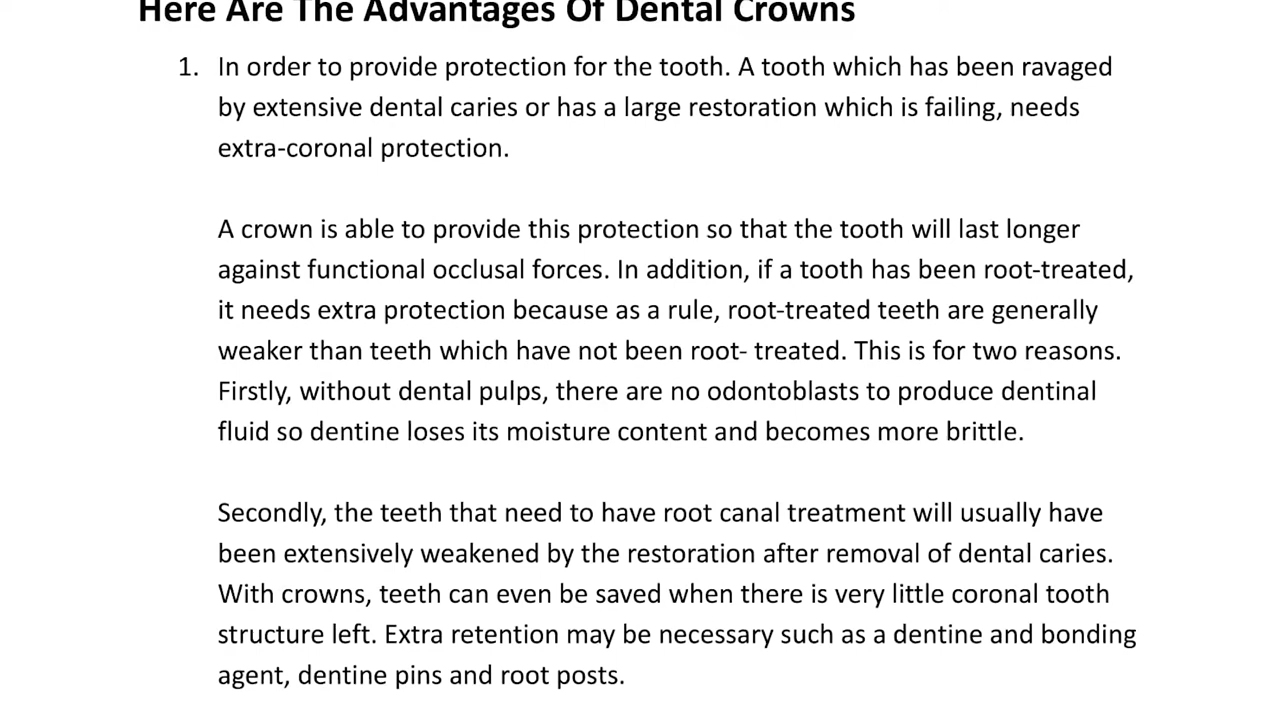 Here Are The Advantages Of Dental Crowns
1. In order to provide protection for the tooth. A tooth which has been ravaged
by extensive dental caries or has a large restoration which is failing, needs
extra-coronal protection.
A crown is able to provide this protection so that the tooth will last longer
against functional occlusal forces. In addition, if a tooth has been root-treated,
it needs extra protection because as a rule, root-treated teeth are generally
weaker than teeth which have not been root- treated. This is for two reasons.
Firstly, without dental pulps, there are no odontoblasts to produce dentinal
fluid so dentine loses its moisture content and becomes more brittle.
Secondly, the teeth that need to have root canal treatment will usually have
been extensively weakened by the restoration after removal of dental caries.
With crowns, teeth can even be saved when there is very little coronal tooth
structure left. Extra retention may be necessary such as a dentine and bonding
agent, dentine pins and root posts.